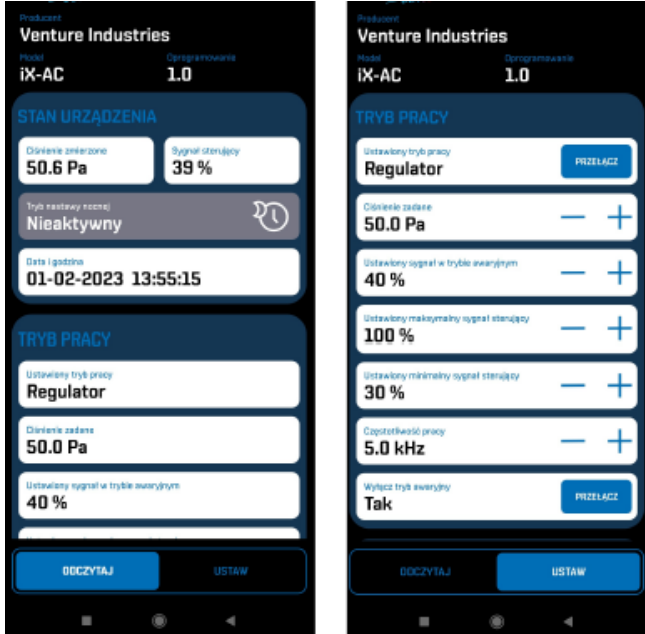 Producent
Venture Industries
Model Oprogramowanie
iX-AC 1.0
STAN URZĄDZENIA
Ciśnienie zmierzone Sygnał sterujący
50.6 Pa 39 %
Tryb nastawy nocnej
Nieaktywny
Data i godzina
01-02-2023 13:55:15
TRYB PRACY
Ustawiony tryb pracy
Regulator
Ciśnienie zadane
50.0 Pa
Ustawiony sygnał w trybie awaryjnym
40 %
ODCZYTAJ USTAW
Producent
Venture Industries
Model Oprogramowanie
iX-AC 1.0
TRYB PRACY
Ustawiony tryb pracy
Regulator PRZEŁĄCZ
Ciśnienie zadane
50.0 Pa
Ustawiony sygnał w trybie awaryjnym
40 %
Ustawiony maksymalny sygnał sterujący
100 %
Ustawiony minimalny sygnał sterujący
30 %
Częstotliwość pracy
5.0 kHz
Wyłącz tryb awaryjny
Tak PRZEŁĄCZ
ODCZYTAJ USTAW